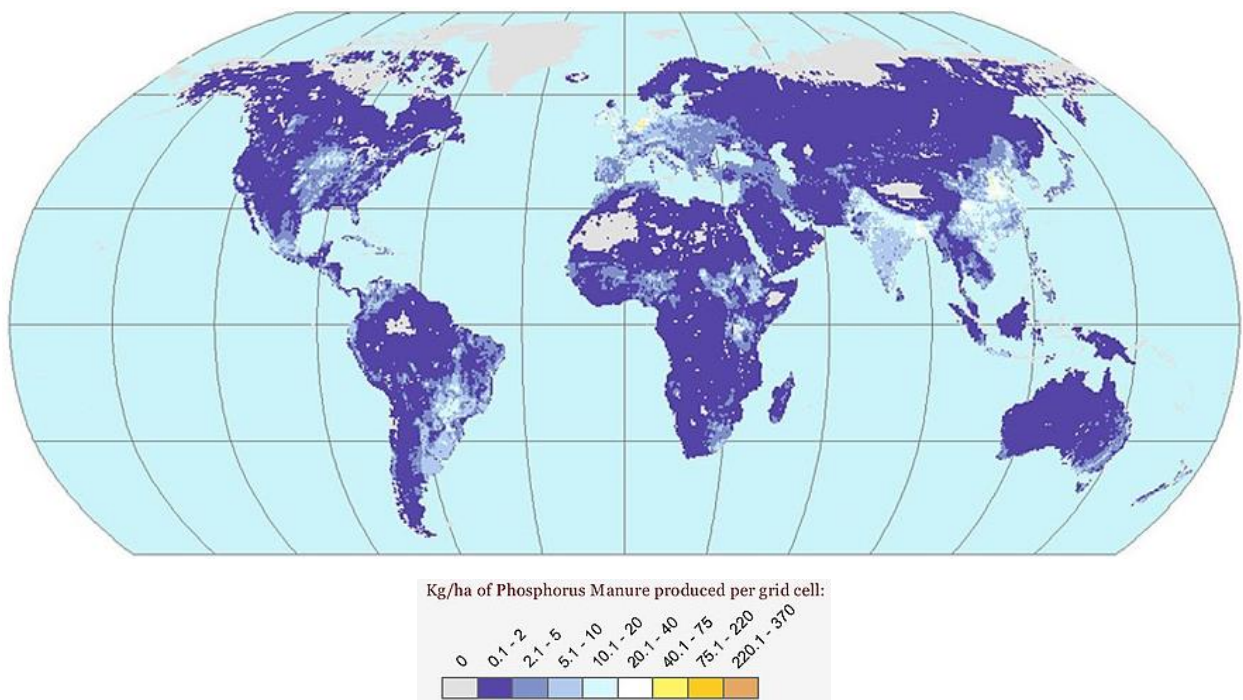 Kg/ha of Phosphorus Manure produced per grid cell:
0
0.1 - 2
2.1 - 5
5.1 - 10
10.1 - 20
20.1 - 40
40.1 - 75
75.1 - 220
220.1 - 370